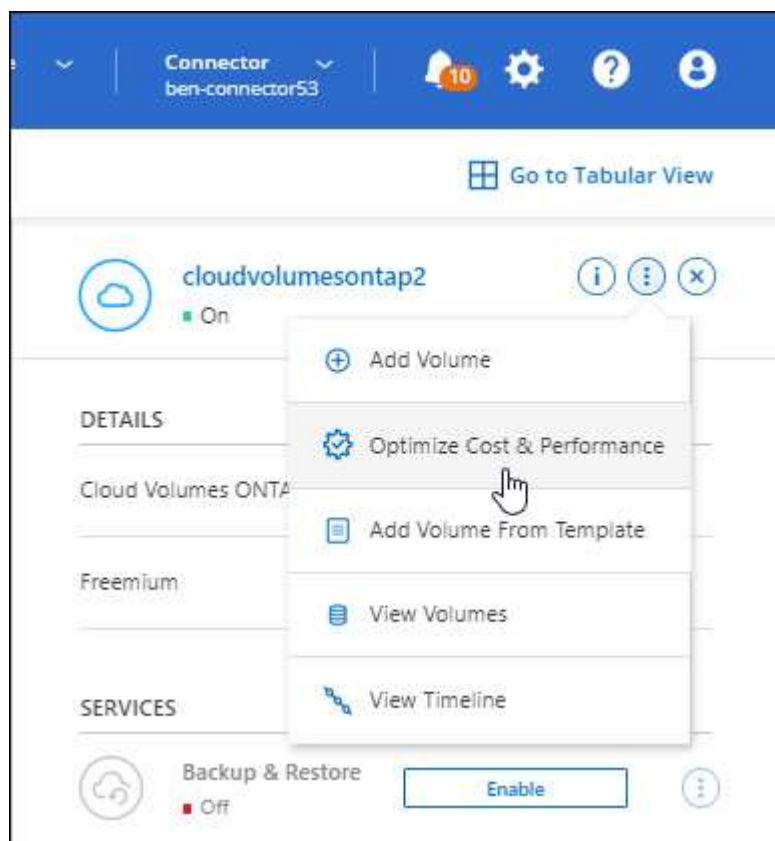 Connector
ben-connector53
10
Go to Tabular View
cloudvolumesontap2
On
Add Volume
DETAILS
Optimize Cost & Performance
Cloud Volumes ONTA
Add Volume From Template
Freemium
View Volumes
View Timeline
SERVICES
Backup & Restore
Off
Enable